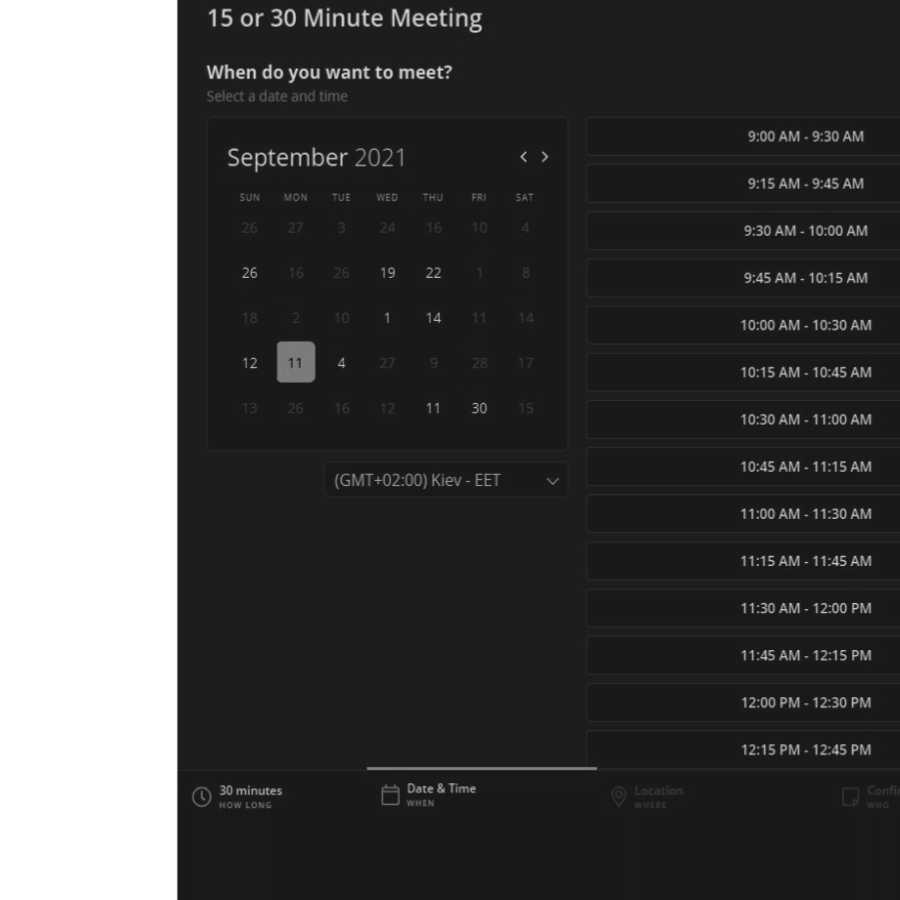 15 or 30 Minute Meeting
When do you want to meet?
Select a date and time
September 2021
SUN MON TUE WED THU FRI SAT
26 27 3 24 16 10 4
26 16 26 19 22 1 8
18 2 10 1 14 11 14
12 11 4 27 9 28 17
13 26 16 12 11 30 15
(GMT+02:00) Kiev - EET
9:00 AM - 9:30 AM
9:15 AM - 9:45 AM
9:30 AM - 10:00 AM
9:45 AM - 10:15 AM
10:00 AM - 10:30 AM
10:15 AM - 10:45 AM
10:30 AM - 11:00 AM
10:45 AM - 11:15 AM
11:00 AM - 11:30 AM
11:15 AM - 11:45 AM
11:30 AM - 12:00 PM
11:45 AM - 12:15 PM
12:00 PM - 12:30 PM
12:15 PM - 12:45 PM
30 minutes
HOW LONG
Date & Time
WHEN
Location
WHERE
Confi
WHO